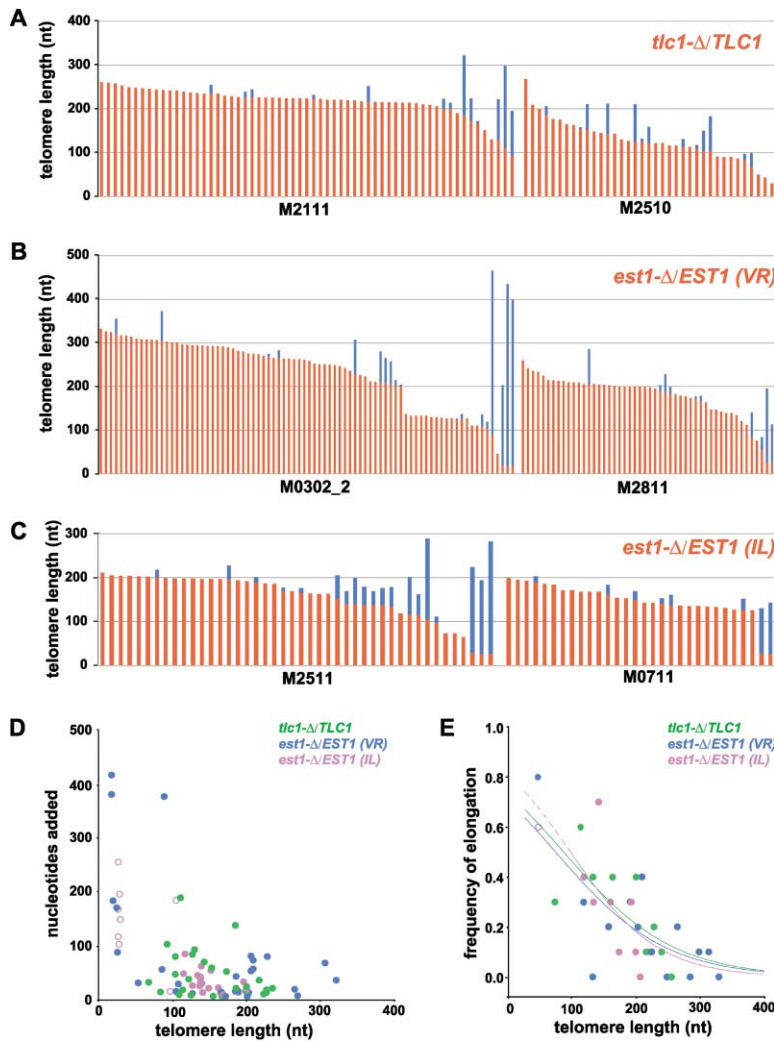 A
telomere length (nt)
400
300
200
100
0
tlc1-Δ/TLC1
M2111
M2510
B
telomere length (nt)
500
400
300
200
100
0
est1-Δ/EST1 (VR)
M0302_2
M2811
C
telomere length (nt)
300
200
100
0
est1-Δ/EST1 (IL)
M2511
M0711
D
nucleotides added
500
400
300
200
100
0
tlc1-Δ/TLC1
est1-Δ/EST1 (VR)
est1-Δ/EST1 (IL)
0 100 200 300 400
telomere length (nt)
E
frequency of elongation
1.0
0.8
0.6
0.4
0.2
0.0
tlc1-Δ/TLC1
est1-Δ/EST1 (VR)
est1-Δ/EST1 (IL)
0 100 200 300 400
telomere length (nt)